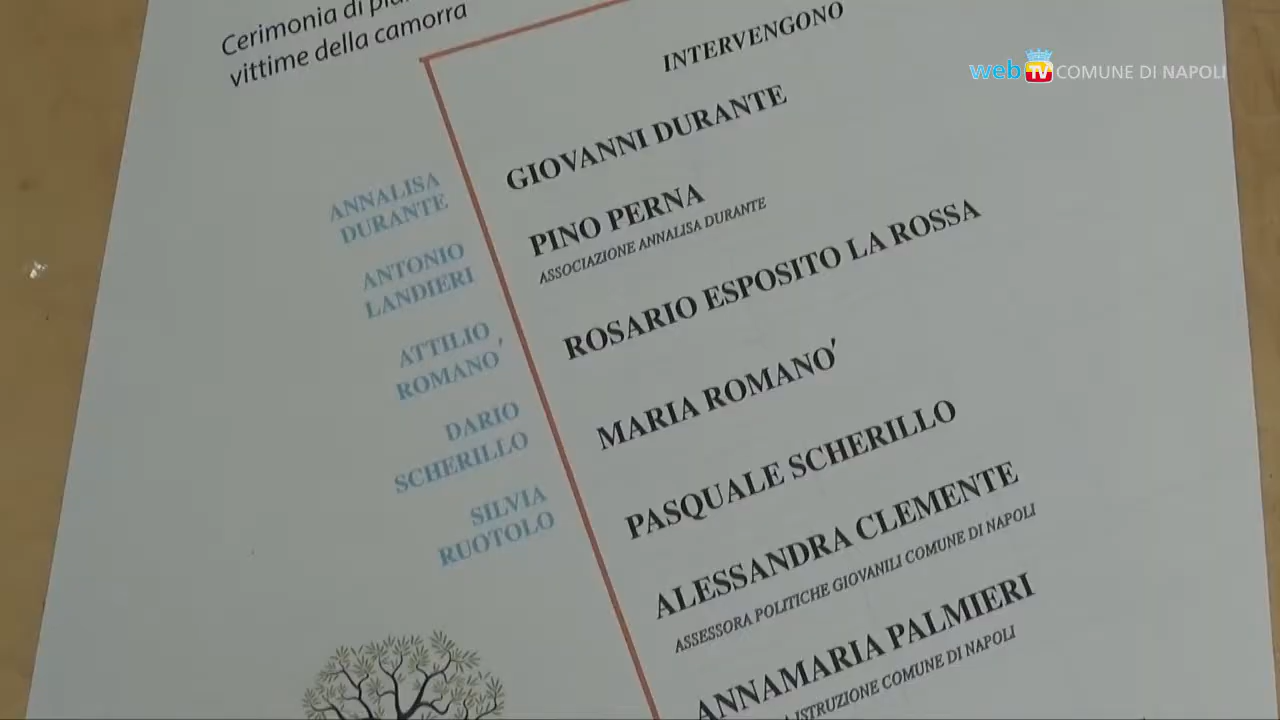 Cerimonia di
vittime della camorra
INTERVENGONO
ANNALISA
DURANTE
ANTONIO
LANDIERI
ATTILIO
ROMANO'
DARIO
SCHERILLO
SILVIA
RUOTOLO
GIOVANNI DURANTE
PINO PERNA
ASSOCIAZIONE ANNALISA DURANTE
ROSARIO ESPOSITO LA ROSSA
MARIA ROMANO'
PASQUALE SCHERILLO
ALESSANDRA CLEMENTE
ASSESSORA POLITICHE GIOVANILI COMUNE DI NAPOLI
ANNAMARIA PALMIERI
ISTRUZIONE COMUNE DI NAPOLI
web TV COMUNE DI NAPOLI